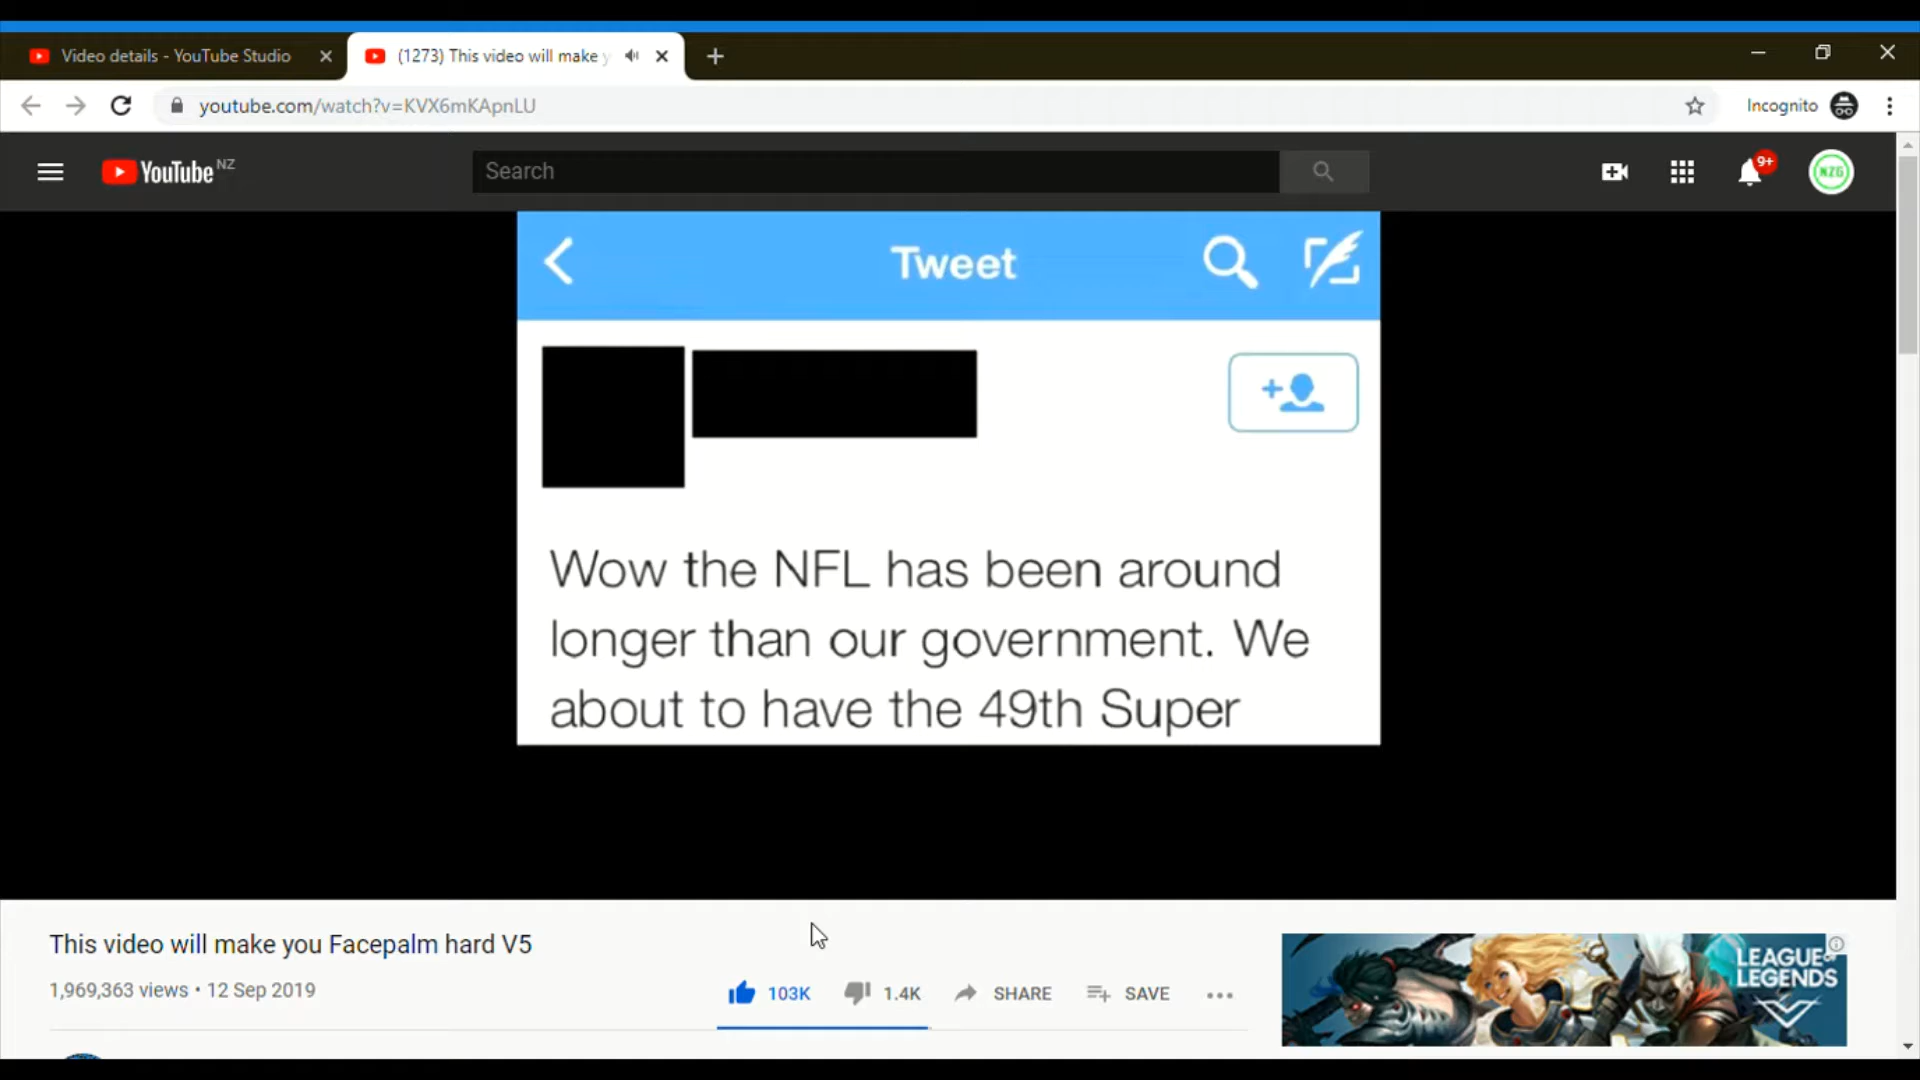 Video details - YouTube Studio
(1273) This video will make y
youtube.com/watch?v=KVX6mKApnLU
Incognito
YouTube NZ
Search
9+
NZG
Tweet
Wow the NFL has been around
longer than our government. We
about to have the 49th Super
This video will make you Facepalm hard V5
1,969,363 views • 12 Sep 2019
103K
1.4K
SHARE
SAVE
LEAGUE OF
LEGENDS